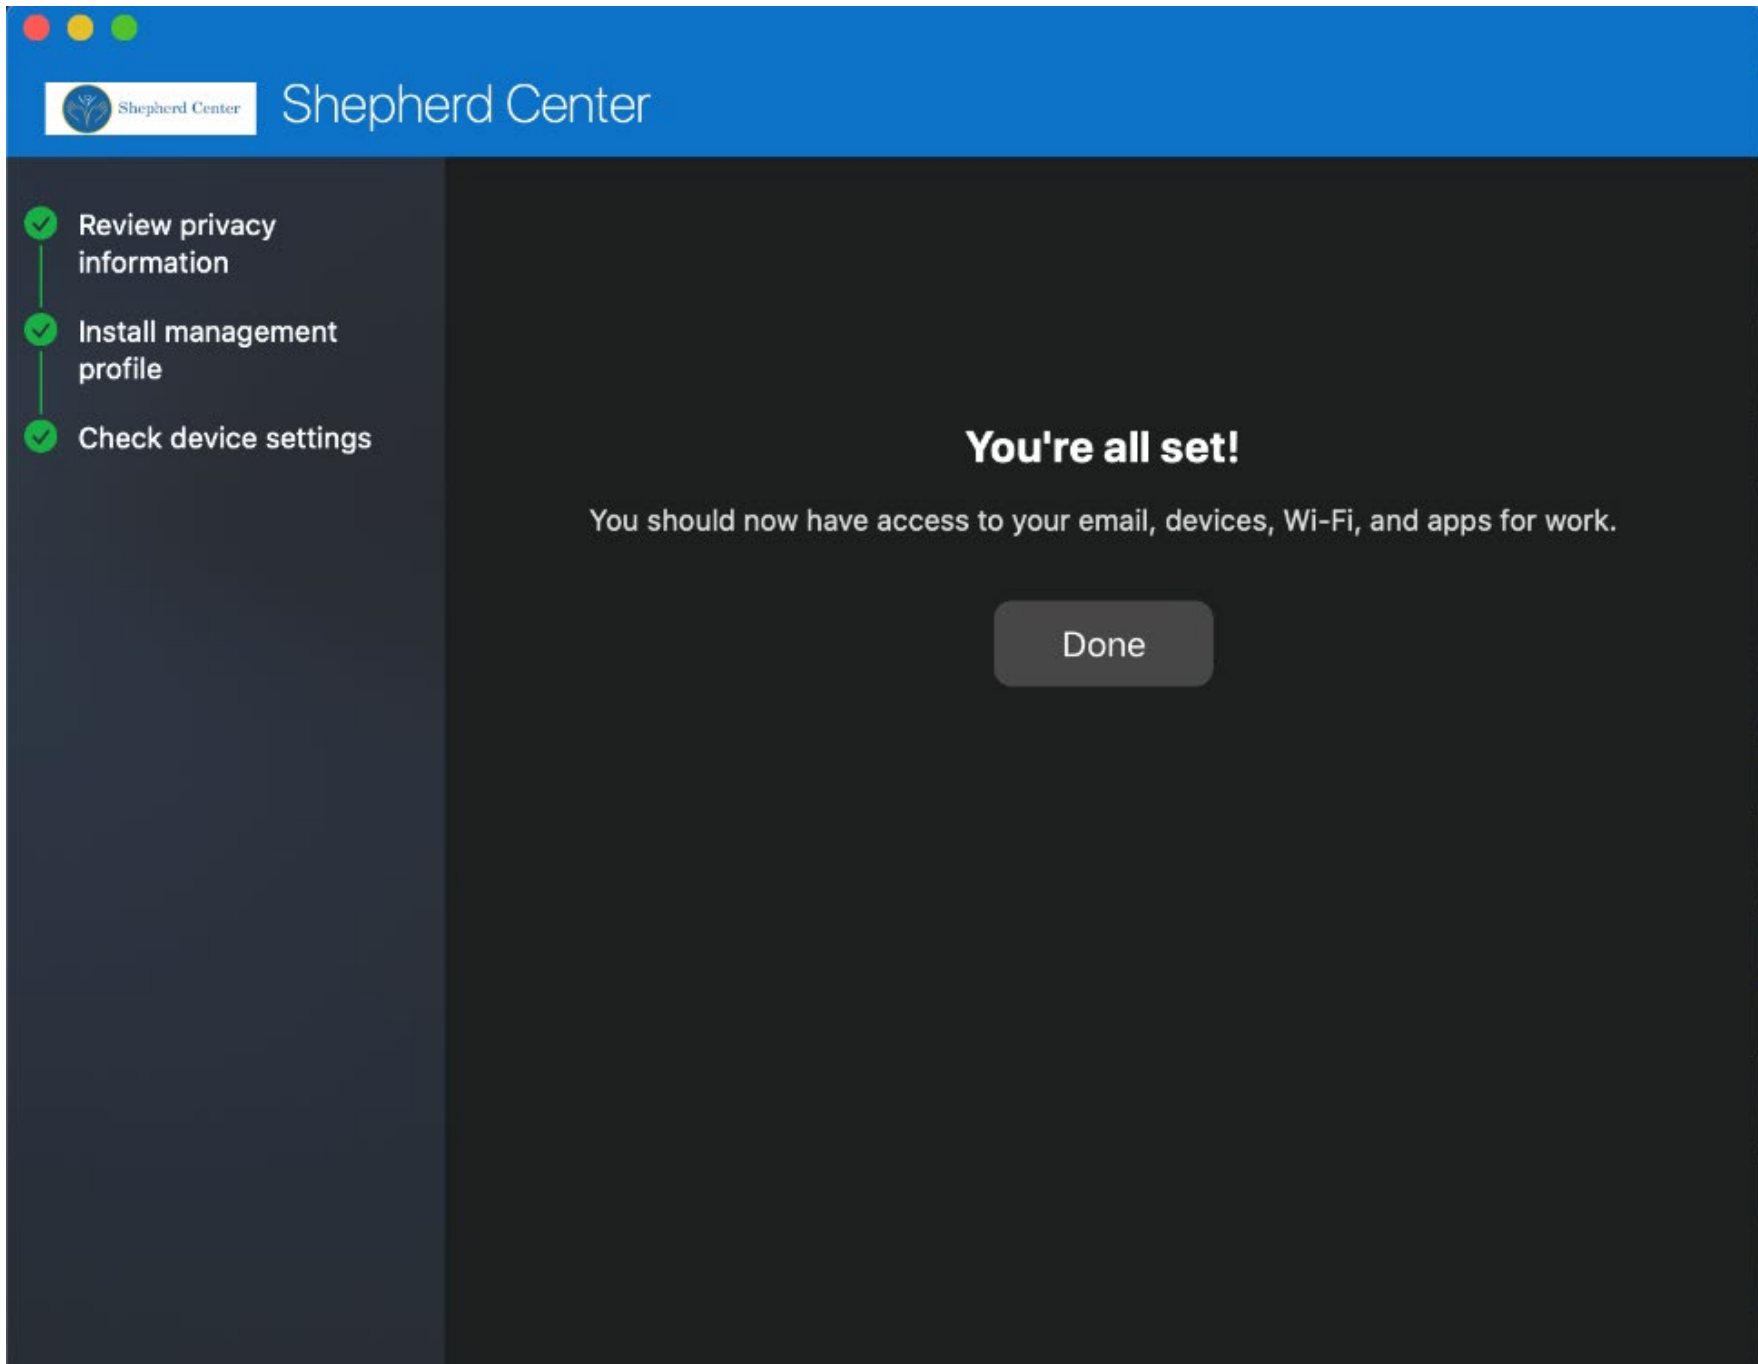 Shepherd Center
Shepherd Center
Review privacy
information
Install management
profile
Check device settings
You're all set!
You should now have access to your email, devices, Wi-Fi, and apps for work.
Done